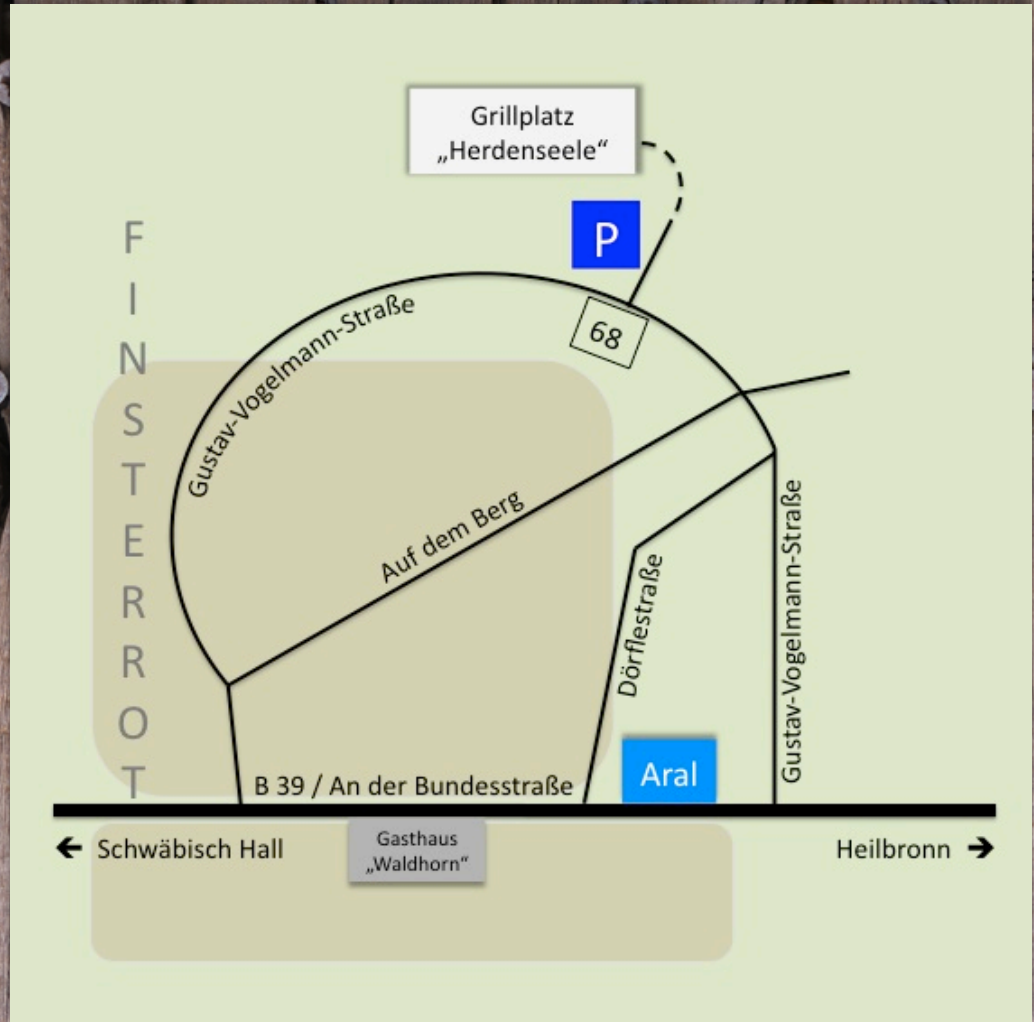 Grillplatz
„Herdenseele“
P
68
FINSTERROT
Gustav-Vogelmann-Straße
Auf dem Berg
Dörflestraße
Gustav-Vogelmann-Straße
Aral
B 39 / An der Bundesstraße
← Schwäbisch Hall
Gasthaus
„Waldhorn“
Heilbronn →